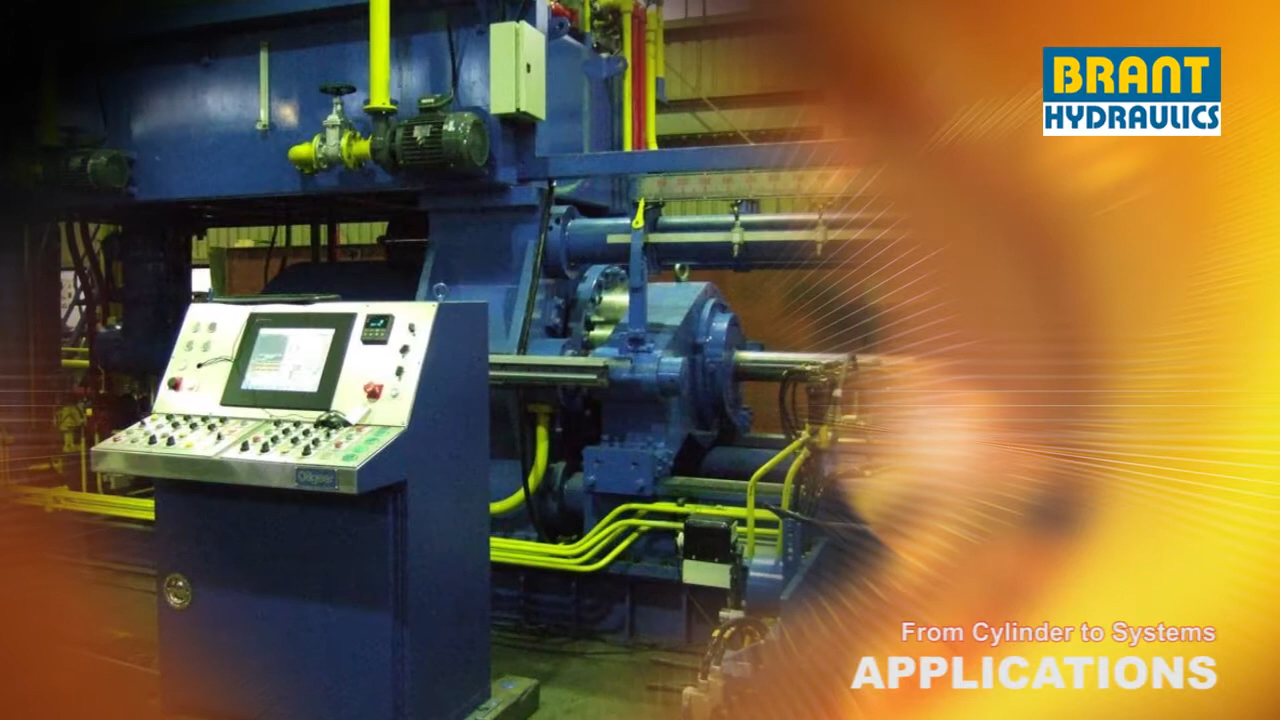 BRANT
HYDRAULICS
From Cylinder to Systems
APPLICATIONS